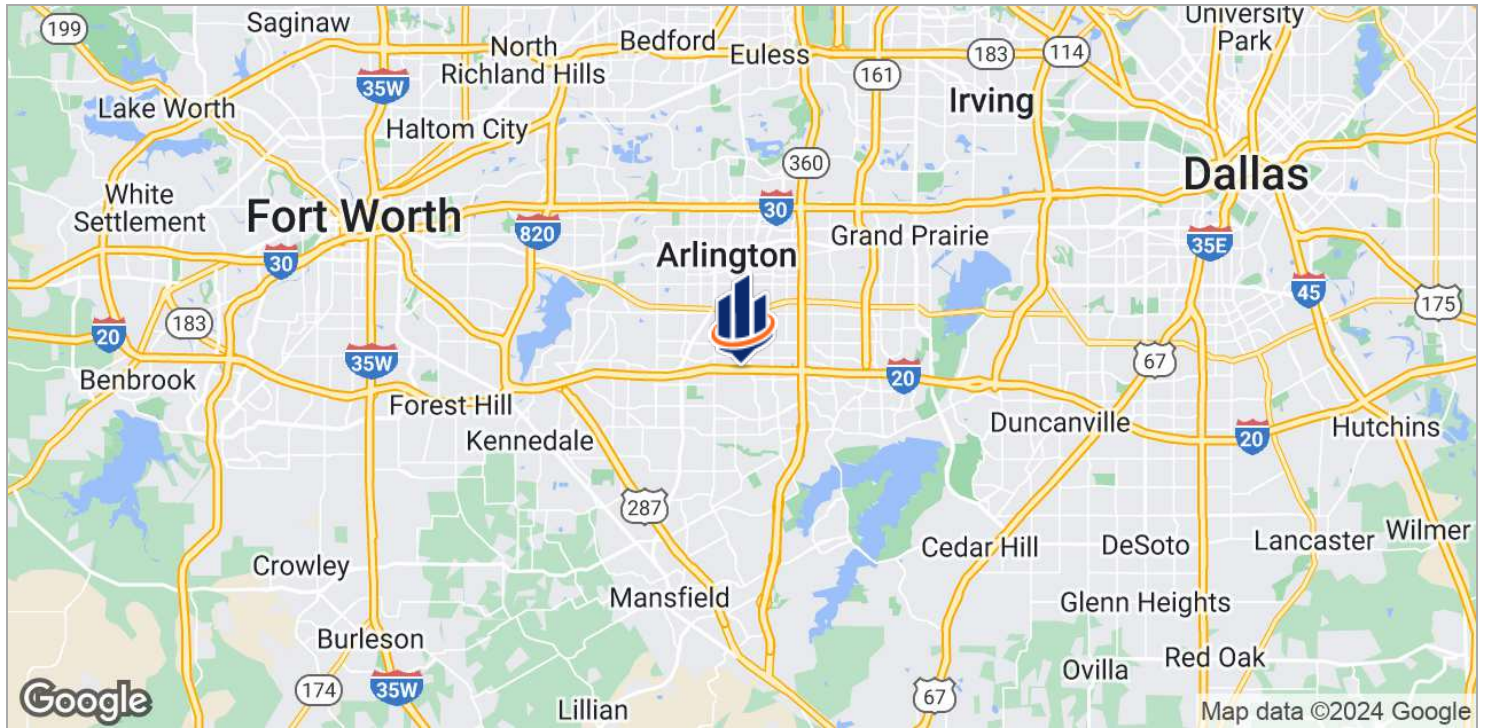 199
Saginaw
North
Richland Hills
Bedford
Euless
161
183
114
University
Park
35W
Lake Worth
Haltom City
Irving
White
Settlement
Fort Worth
360
Dallas
30
820
30
Arlington
Grand Prairie
35E
45
175
20
183
35W
Benbrook
Forest Hill
Kennedale
20
67
Duncanville
20
Hutchins
287
Crowley
Mansfield
Cedar Hill
DeSoto
Lancaster
Wilmer
Glenn Heights
Burleson
174
35W
Lillian
67
Ovilla
Red Oak
Google
Map data ©2024 Google